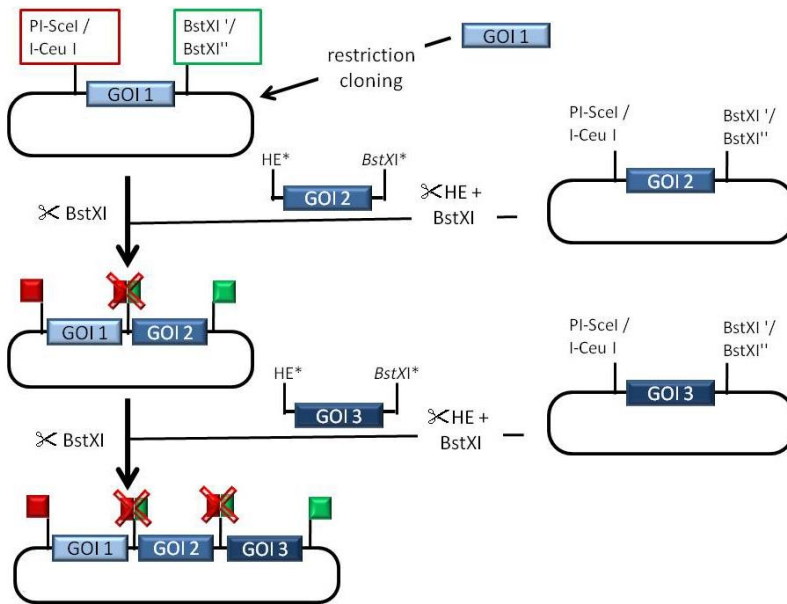 PI-SceI /
I-Ceu I
BstXI '/
BstXI''
GOI 1
restriction
cloning
GOI 1
PI-SceI /
I-Ceu I
BstXI '/
BstXI''
GOI 2
HE*
BstXI*
GOI 2
HE +
BstXI
BstXI
GOI 1
GOI 2
PI-SceI /
I-Ceu I
BstXI '/
BstXI''
GOI 3
HE*
BstXI*
GOI 3
HE +
BstXI
BstXI
GOI 1
GOI 2
GOI 3